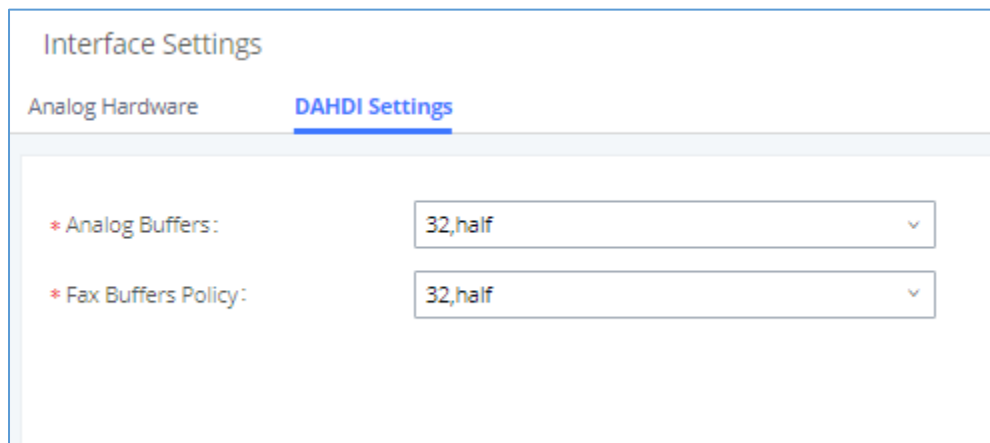 Interface Settings
Analog Hardware DAHDI Settings
* Analog Buffers: 32,half
* Fax Buffers Policy: 32,half